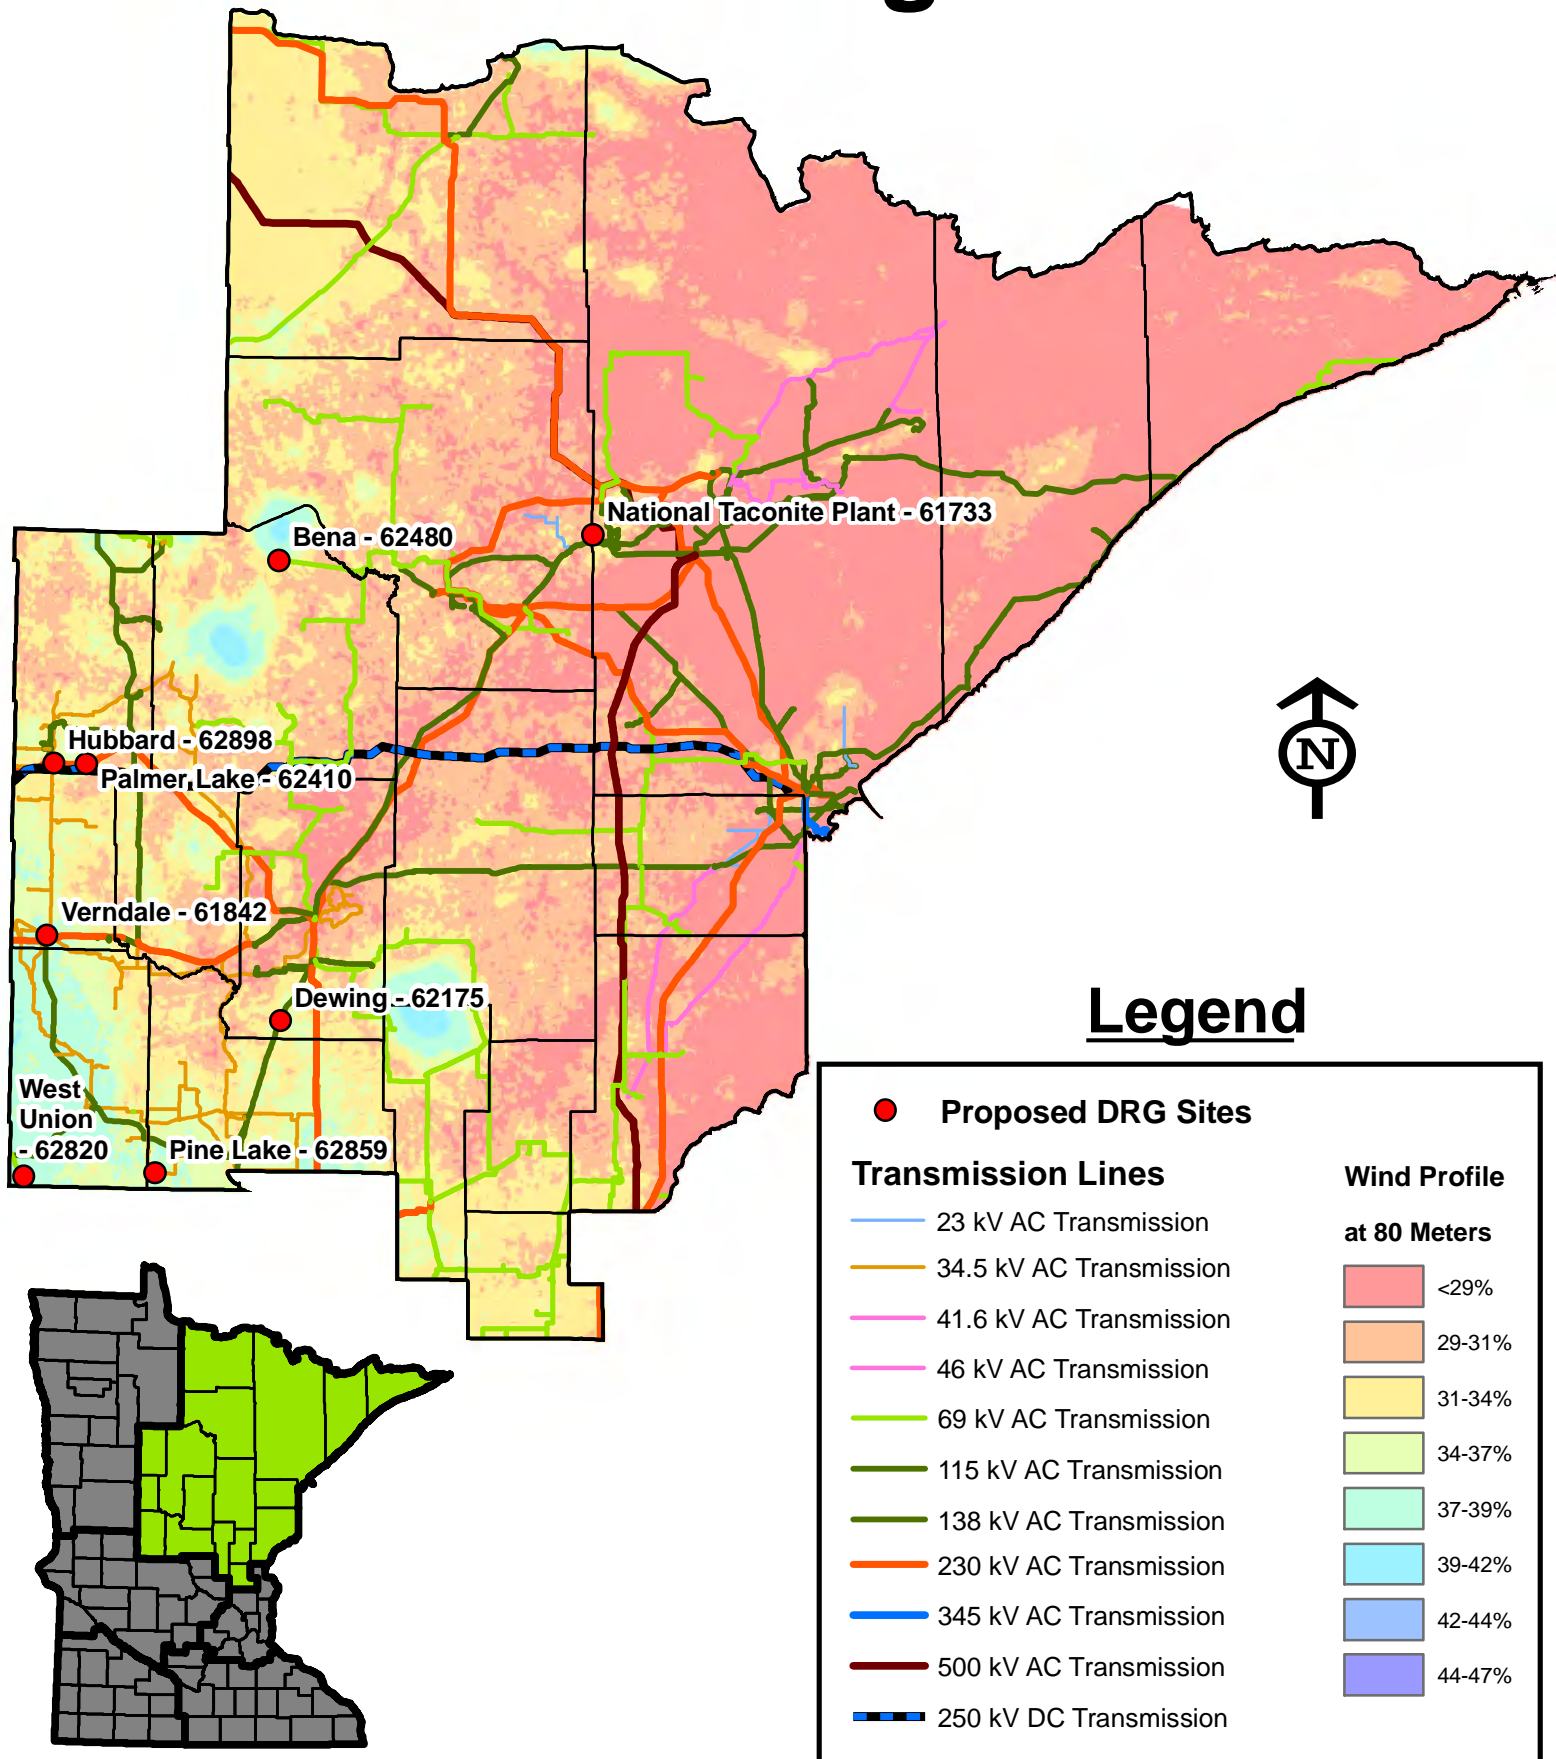 g
National Taconite Plant - 61733
Bena - 62480
Hubbard - 62898
Palmer Lake - 62410
Verndale - 61842
Dewing - 62175
West
Union
- 62820
Pine Lake - 62859
N
Legend
Proposed DRG Sites
Transmission Lines
23 kV AC Transmission
34.5 kV AC Transmission
41.6 kV AC Transmission
46 kV AC Transmission
69 kV AC Transmission
115 kV AC Transmission
138 kV AC Transmission
230 kV AC Transmission
345 kV AC Transmission
500 kV AC Transmission
250 kV DC Transmission
Wind Profile
at 80 Meters
<29%
29-31%
31-34%
34-37%
37-39%
39-42%
42-44%
44-47%